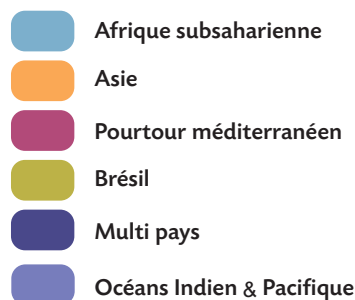 Afrique subsaharienne
Asie
Pourtour méditerranéen
Brésil
Multi pays
Océans Indien & Pacifique